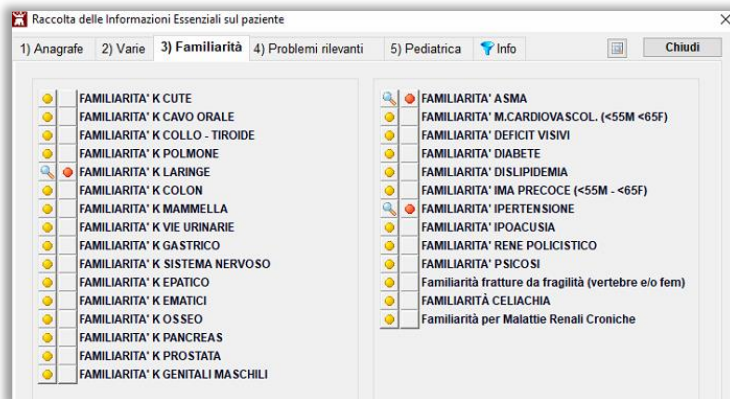 Raccolta delle Informazioni Essenziali sul paziente
1) Anagrafe 2) Varie 3) Familiarità 4) Problemi rilevanti 5) Pediatrica Info Chiudi
FAMILIARITA' K CUTE
FAMILIARITA' K CAVO ORALE
FAMILIARITA' K COLLO - TIROIDE
FAMILIARITA' K POLMONE
FAMILIARITA' K LARINGE
FAMILIARITA' K COLON
FAMILIARITA' K MAMMELLA
FAMILIARITA' K VIE URINARIE
FAMILIARITA' K GASTRICO
FAMILIARITA' K SISTEMA NERVOSO
FAMILIARITA' K EPATICO
FAMILIARITA' K EMATICI
FAMILIARITA' K OSSEO
FAMILIARITA' K PANCREAS
FAMILIARITA' K PROSTATA
FAMILIARITA' K GENITALI MASCHILI
FAMILIARITA' ASMA
FAMILIARITA' M.CARDIOVASCOL. (<55M <65F)
FAMILIARITA' DEFICIT VISIVI
FAMILIARITA' DIABETE
FAMILIARITA' DISLIPIDEMIA
FAMILIARITA' IMA PRECOCE (<55M - <65F)
FAMILIARITA' IPERTENSIONE
FAMILIARITA' IPOACUSIA
FAMILIARITA' RENE POLICISTICO
FAMILIARITA' PSICOSI
Familiarità fratture da fragilità (vertebre e/o fem)
FAMILIARITÀ CELIACHIA
Familiarità per Malattie Renali Croniche